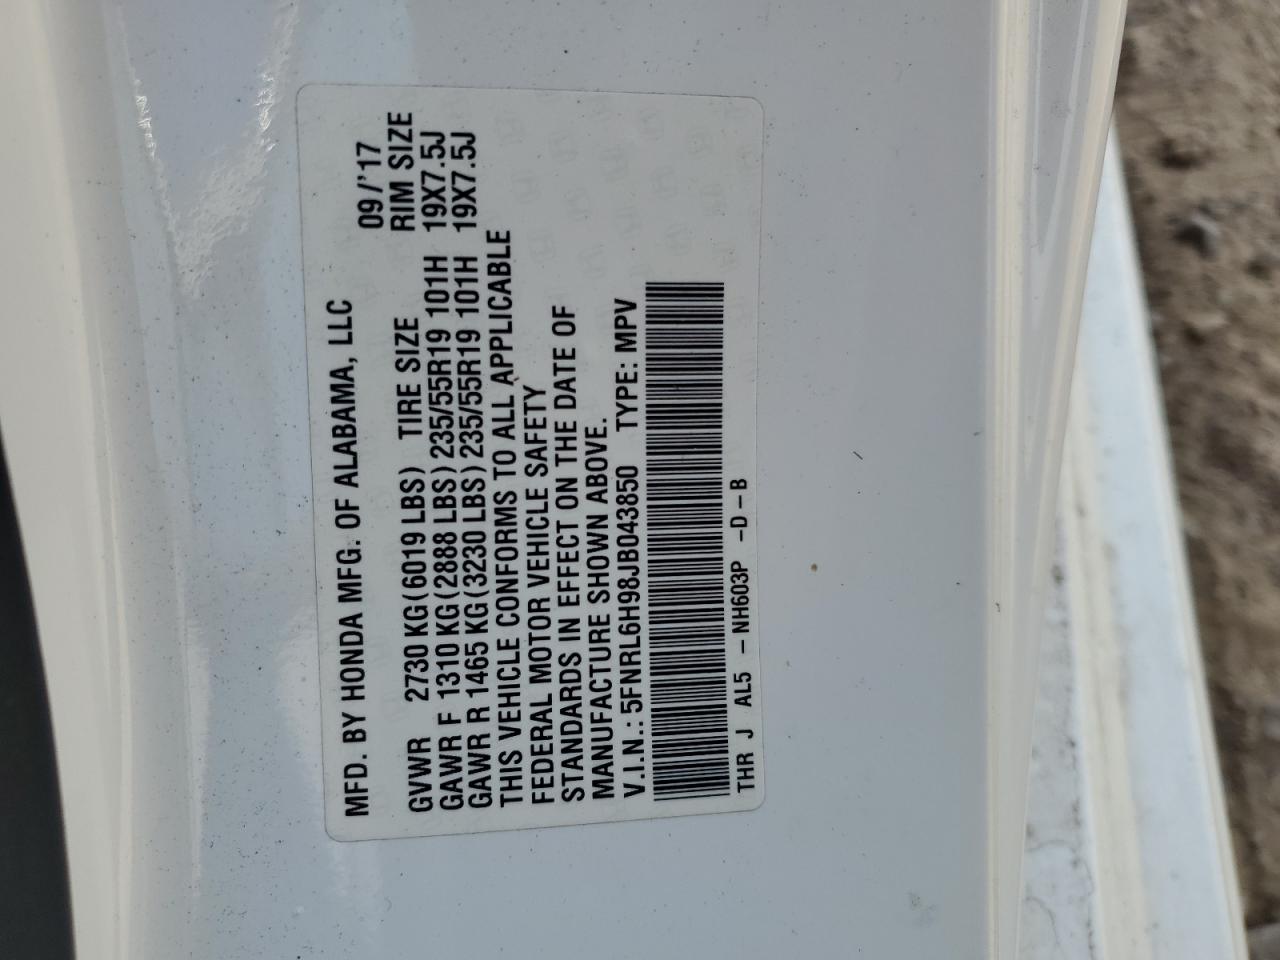 MFD. BY HONDA MFG. OF ALABAMA, LLC 09/'17
GVWR 2730 KG(6019 LBS) TIRE SIZE RIM SIZE
GAWR F 1310 KG(2888 LBS) 235/55R19 101H 19X7.5J
GAWR R 1465 KG(3230 LBS) 235/55R19 101H 19X7.5J
THIS VEHICLE CONFORMS TO ALL APPLICABLE
FEDERAL MOTOR VEHICLE SAFETY
STANDARDS IN EFFECT ON THE DATE OF
MANUFACTURE SHOWN ABOVE.
V.I.N.: 5FNRL6H98JB043850 TYPE: MPV
THR J AL5 -NH603P -D-B